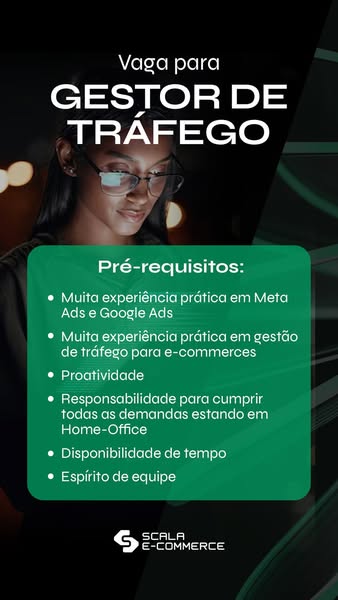 Vaga para
GESTOR DE
TRÁFEGO
Pré-requisitos:
Muita experiência prática em Meta
Ads e Google Ads
Muita experiência prática em gestão
de tráfego para e-commerces
Proatividade
Responsabilidade para cumprir
todas as demandas estando em
Home-Office
Disponibilidade de tempo
Espírito de equipe
SCALA
E-COMMERCE